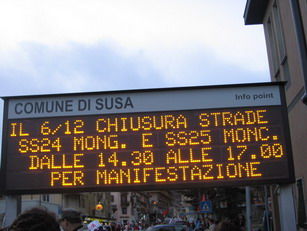 COMUNE DI SUSA Info point
IL 6/12 CHIUSURA STRADE
SS24 MONG. E SS25 MONC.
DALLE 14.30 ALLE 17.00
PER MANIFESTAZIONE